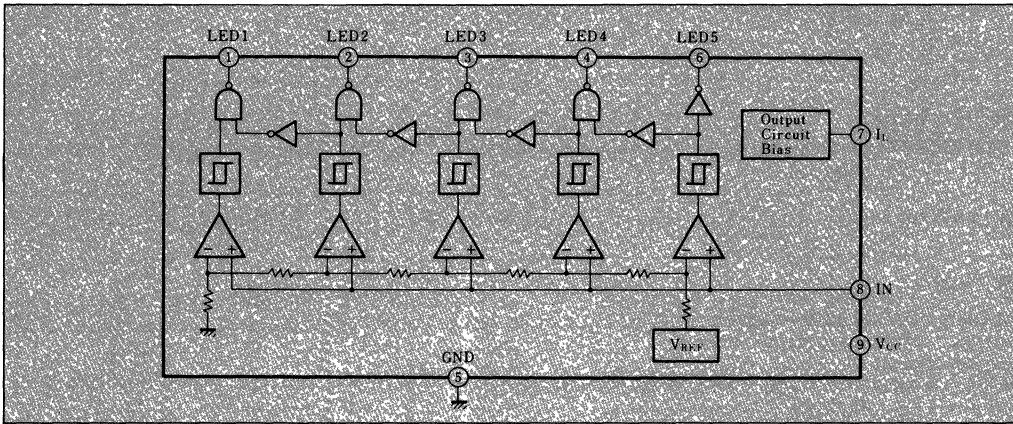 LED1 LED2 LED3 LED4 LED5
1 2 3 4 6
Output
Circuit
Bias
7 IL
− + − + − + − + − +
8 IN
VREF
9 VCC
GND
5